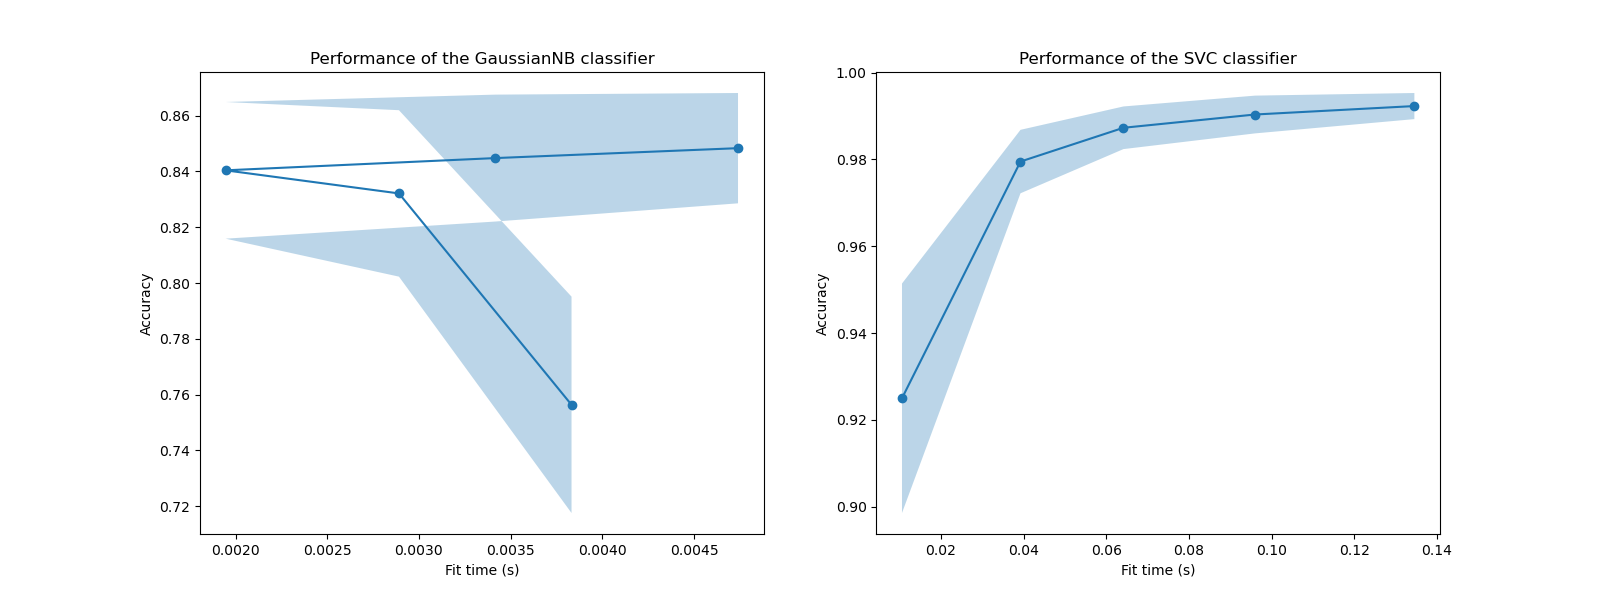 Performance of the GaussianNB classifier
Accuracy
0.86
0.84
0.82
0.80
0.78
0.76
0.74
0.72
0.0020 0.0025 0.0030 0.0035 0.0040 0.0045
Fit time (s)
Performance of the SVC classifier
Accuracy
1.00
0.98
0.96
0.94
0.92
0.90
0.02 0.04 0.06 0.08 0.10 0.12 0.14
Fit time (s)